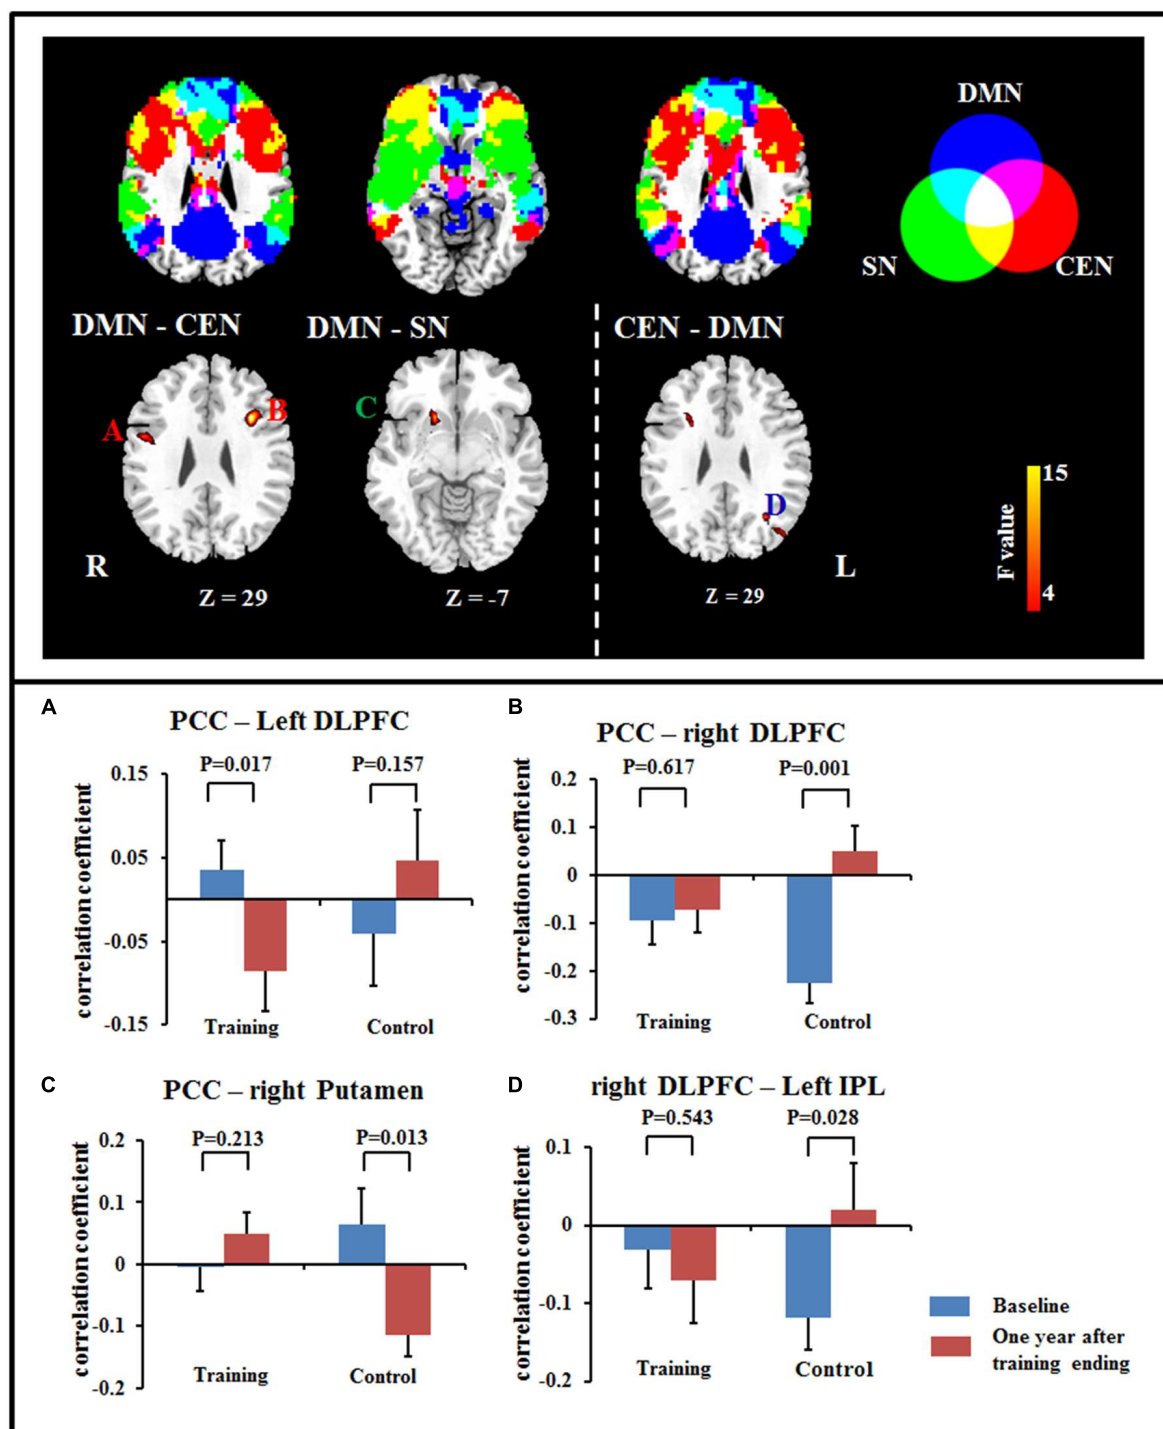 DMN
SN
CEN
DMN - CEN
DMN - SN
CEN - DMN
A
B
C
D
R
L
Z = 29
Z = -7
Z = 29
F value
15
4
A
PCC – Left DLPFC
P=0.017
P=0.157
correlation coefficient
0.15
0.05
-0.05
-0.15
Training
Control
B
PCC – right DLPFC
P=0.617
P=0.001
correlation coefficient
0.2
0.1
0
-0.1
-0.2
-0.3
Training
Control
C
PCC – right Putamen
P=0.213
P=0.013
correlation coefficient
0.2
0.1
0
-0.1
-0.2
Training
Control
D
right DLPFC – Left IPL
P=0.543
P=0.028
correlation coefficient
0.1
0
-0.1
-0.2
Training
Control
Baseline
One year after
training ending